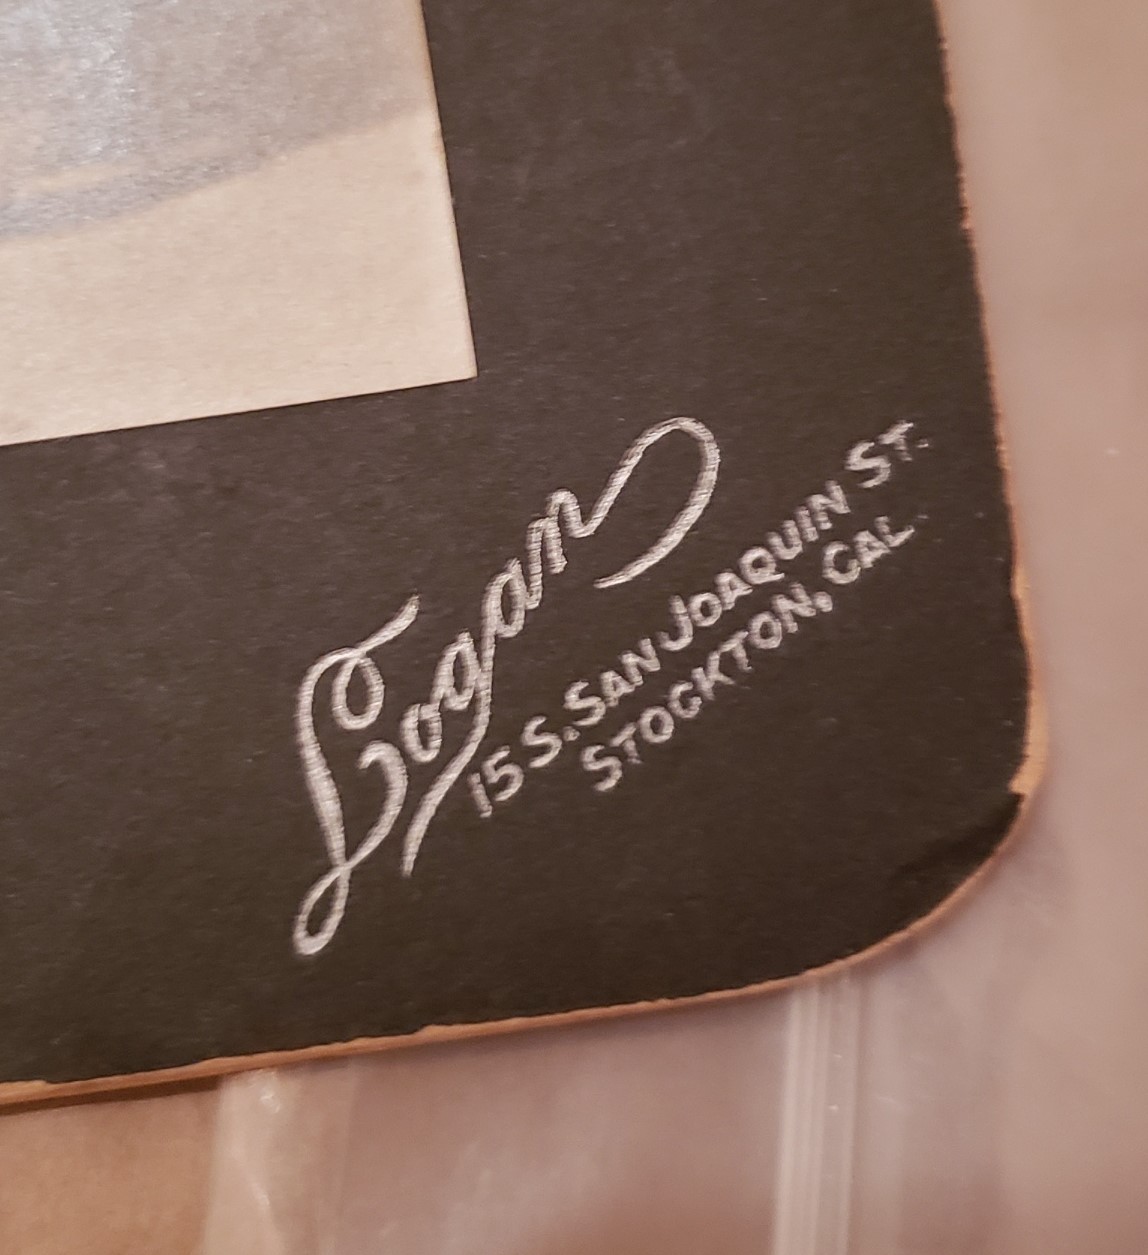 Logan
15 S. SAN JOAQUIN ST.
STOCKTON, CAL